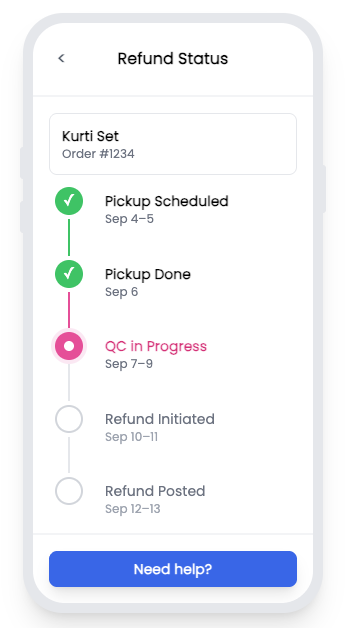 Refund Status
Kurti Set
Order #1234
Pickup Scheduled
Sep 4–5
Pickup Done
Sep 6
QC in Progress
Sep 7–9
Refund Initiated
Sep 10–11
Refund Posted
Sep 12–13
Need help?